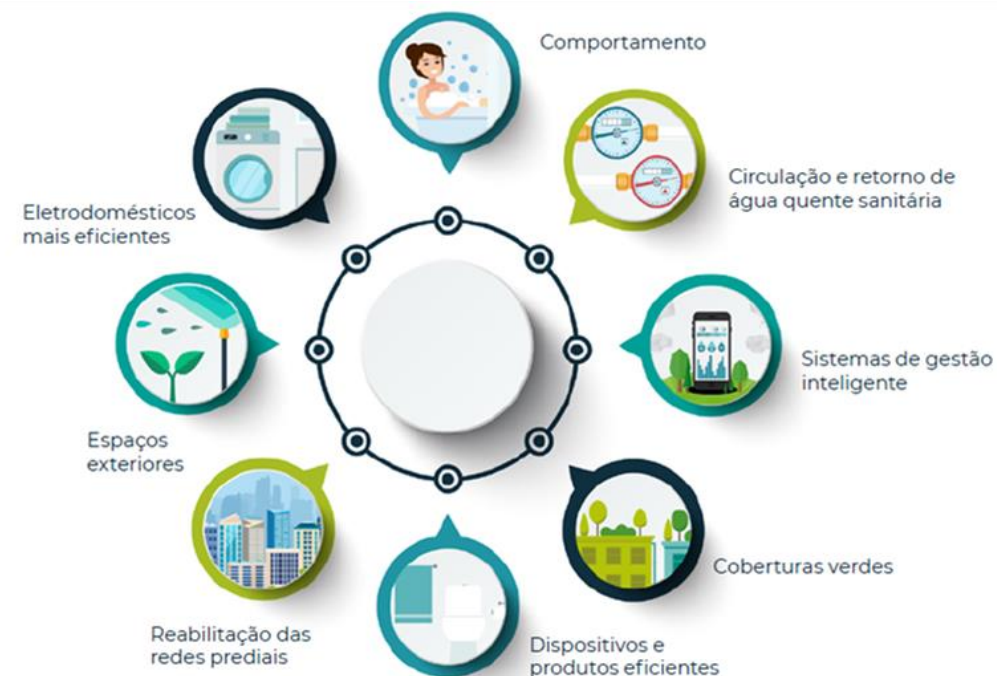 Comportamento
Circulação e retorno de
água quente sanitária
Sistemas de gestão
inteligente
Coberturas verdes
Dispositivos e
produtos eficientes
Reabilitação das
redes prediais
Espaços
exteriores
Eletrodomésticos
mais eficientes